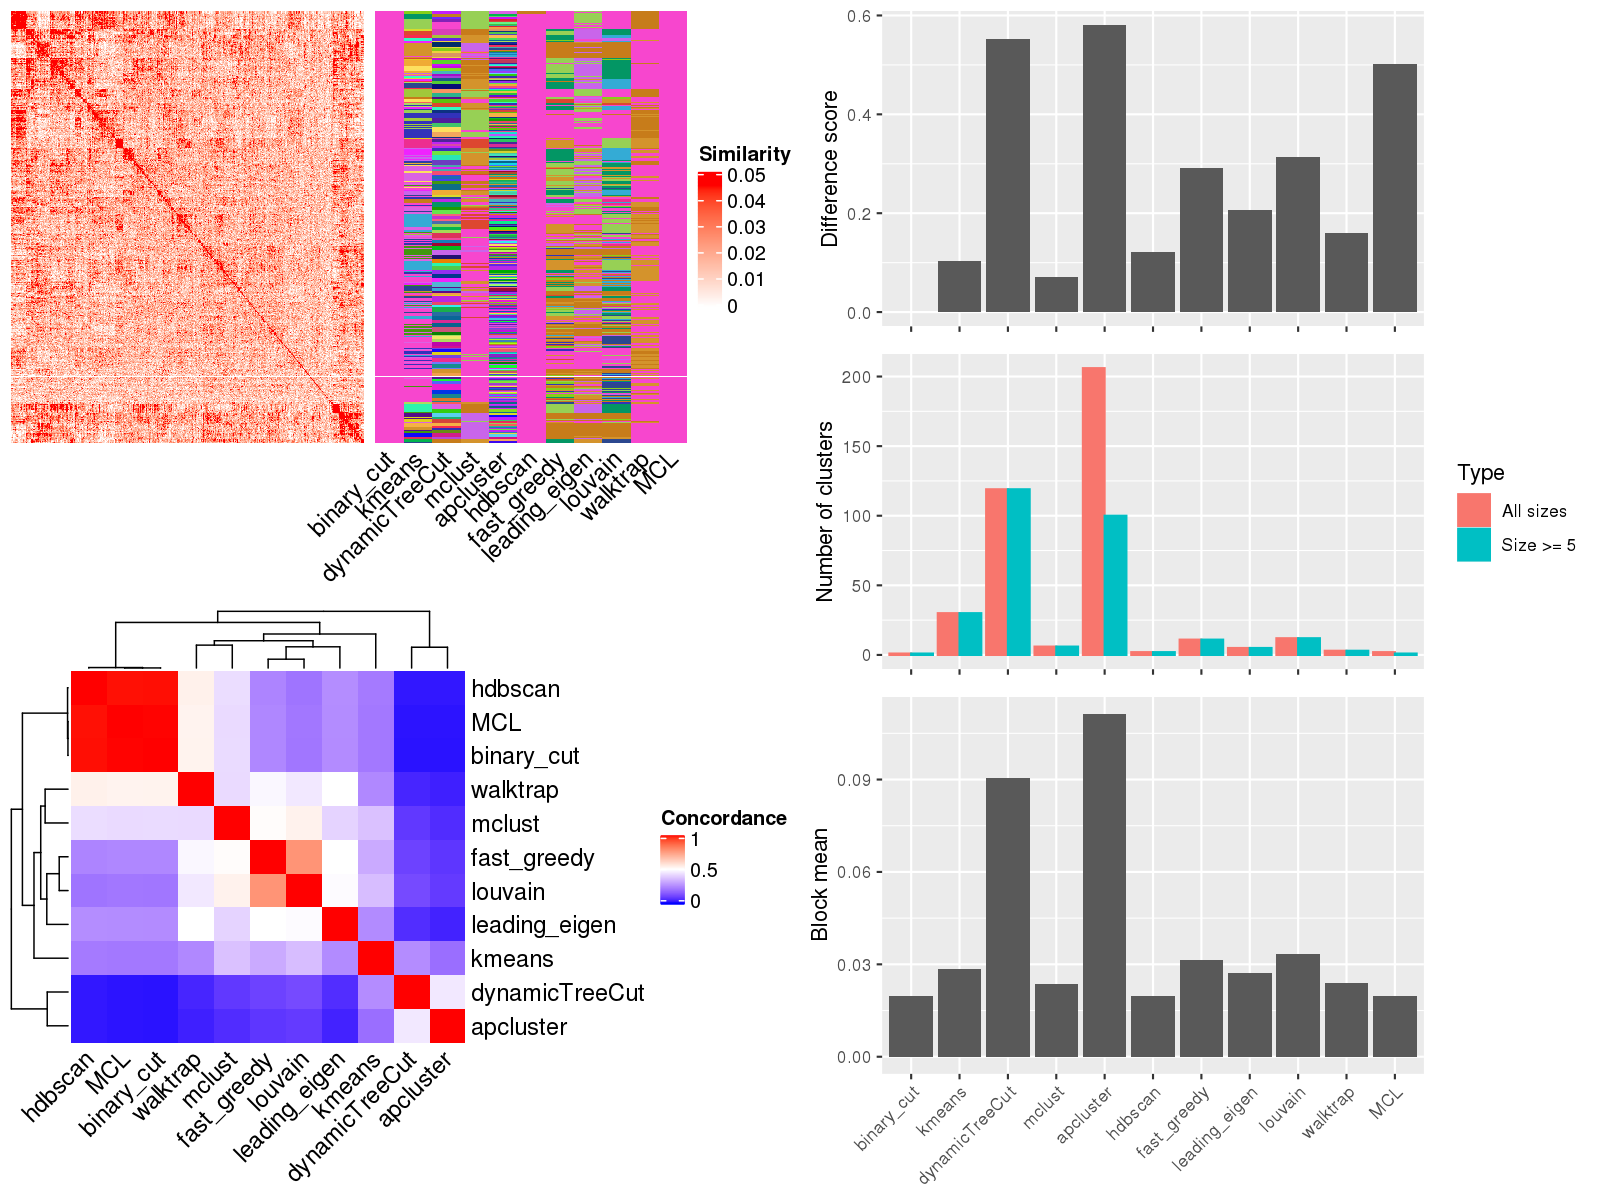 Similarity
0.05
0.04
0.03
0.02
0.01
0
binary_cut
kmeans
dynamicTreeCut
mclust
apcluster
hdbscan
fast_greedy
leading_eigen
louvain
walktrap
MCL
hdbscan
MCL
binary_cut
walktrap
mclust
fast_greedy
louvain
leading_eigen
kmeans
dynamicTreeCut
apcluster
Concordance
1
0.5
0
hdbscan
MCL
binary_cut
walktrap
mclust
fast_greedy
louvain
leading_eigen
kmeans
dynamicTreeCut
apcluster
Difference score
0.6
0.4
0.2
0.0
Number of clusters
200
150
100
50
0
Type
All sizes
Size >= 5
Block mean
0.09
0.06
0.03
0.00
binary_cut
kmeans
dynamicTreeCut
mclust
apcluster
hdbscan
fast_greedy
leading_eigen
louvain
walktrap
MCL